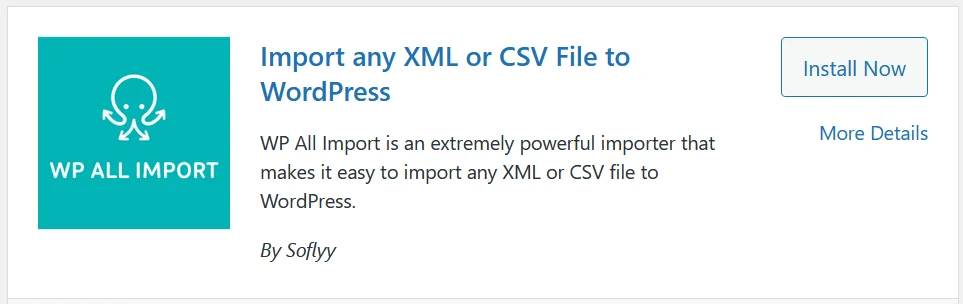 WP ALL IMPORT
Import any XML or CSV File to
WordPress
WP All Import is an extremely powerful importer that
makes it easy to import any XML or CSV file to
WordPress.
By Soflyy
Install Now
More Details